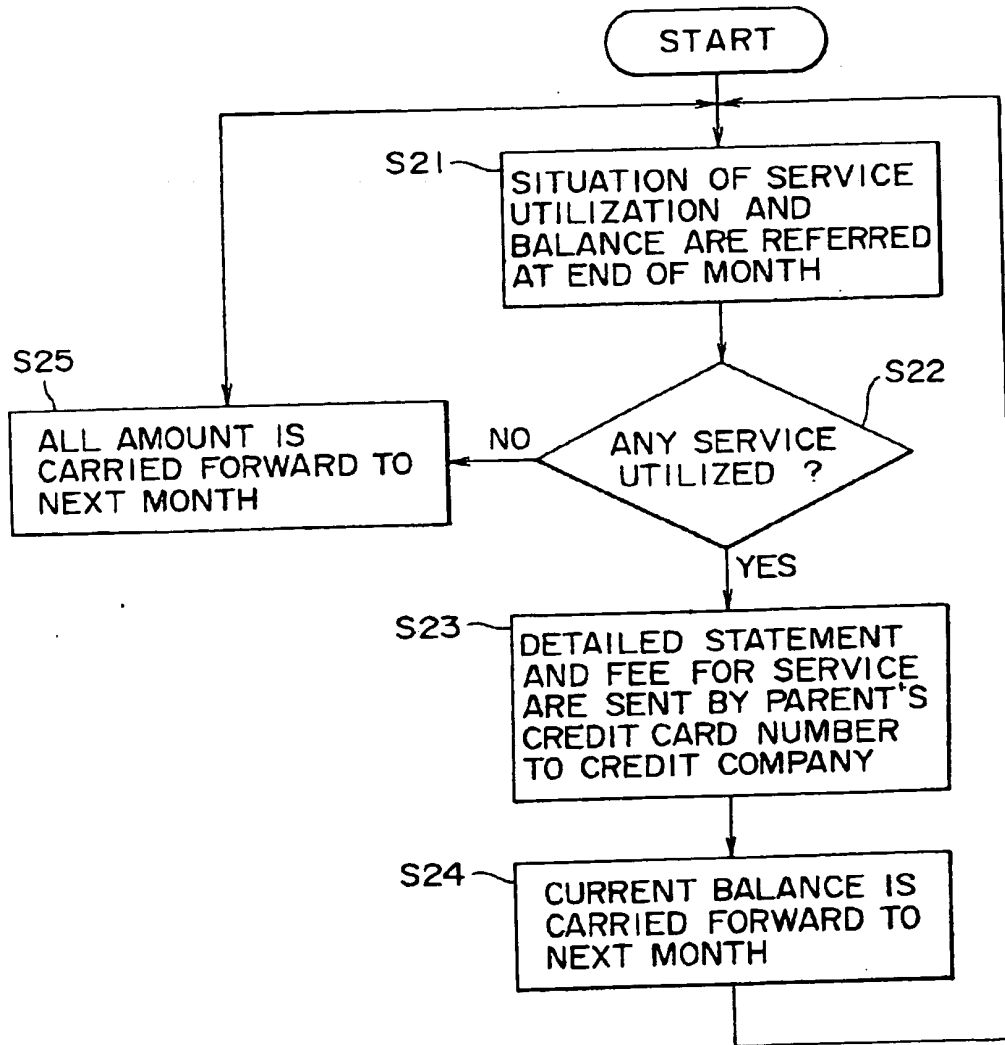 START
S21
SITUATION OF SERVICE
UTILIZATION AND
BALANCE ARE REFERRED
AT END OF MONTH
S22
ANY SERVICE
UTILIZED ?
NO
S25
ALL AMOUNT IS
CARRIED FORWARD TO
NEXT MONTH
YES
S23
DETAILED STATEMENT
AND FEE FOR SERVICE
ARE SENT BY PARENT'S
CREDIT CARD NUMBER
TO CREDIT COMPANY
S24
CURRENT BALANCE IS
CARRIED FORWARD TO
NEXT MONTH